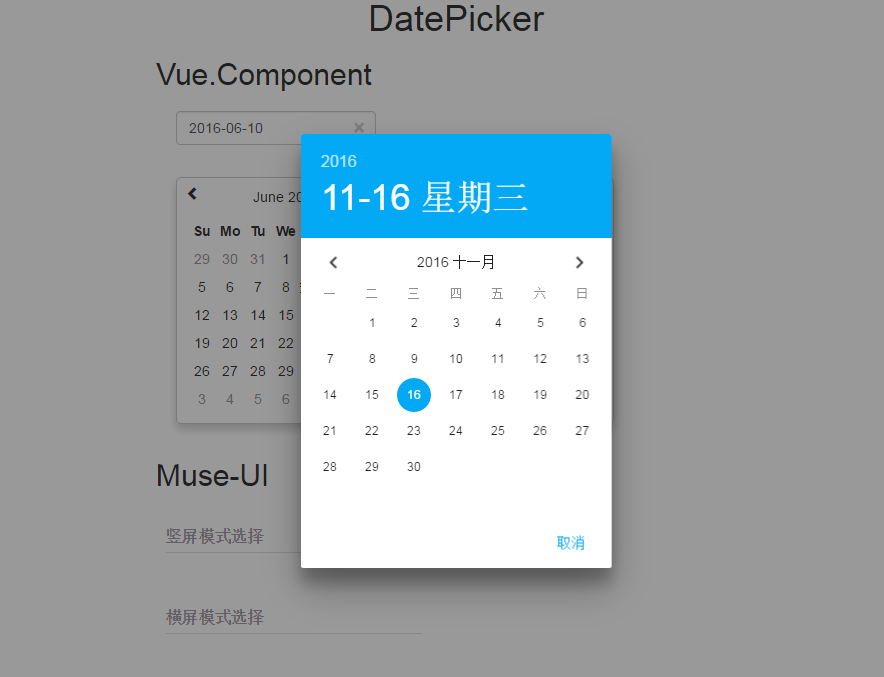 DatePicker
Vue.Component
2016-06-10
×
June 20
Su Mo Tu We
29 30 31 1
5 6 7 8
12 13 14 15
19 20 21 22
26 27 28 29
3 4 5 6
2016
11-16 星期三
2016 十一月
一 二 三 四 五 六 日
1 2 3 4 5 6
7 8 9 10 11 12 13
14 15 16 17 18 19 20
21 22 23 24 25 26 27
28 29 30
取消
Muse-UI
竖屏模式选择
横屏模式选择